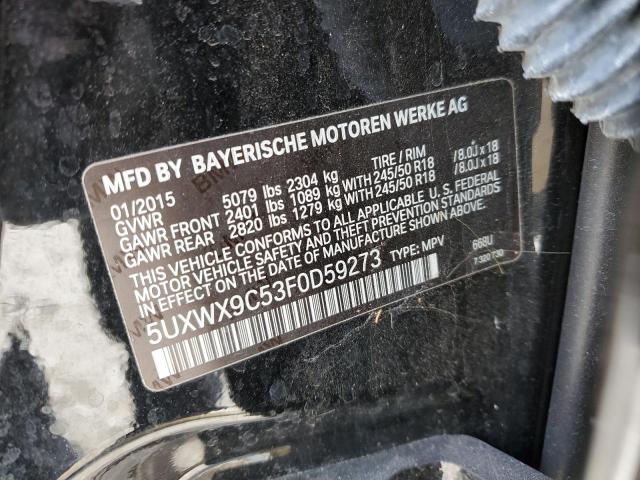 MFD BY BAYERISCHE MOTOREN WERKE AG
01/2015 TIRE / RIM
GVWR 5079 lbs 2304 kg
GAWR FRONT 2401 lbs 1089 kg WITH 245/50 R18 / 8.0J x 18
GAWR REAR 2820 lbs 1279 kg WITH 245/50 R18 / 8.0J x 18
THIS VEHICLE CONFORMS TO ALL APPLICABLE U.S. FEDERAL
MOTOR VEHICLE SAFETY AND THEFT PREVENTION STANDARDS
IN EFFECT ON THE DATE OF MANUFACTURE SHOWN ABOVE.
5UXWX9C53F0D59273 TYPE: MPV 668U
7 320 730